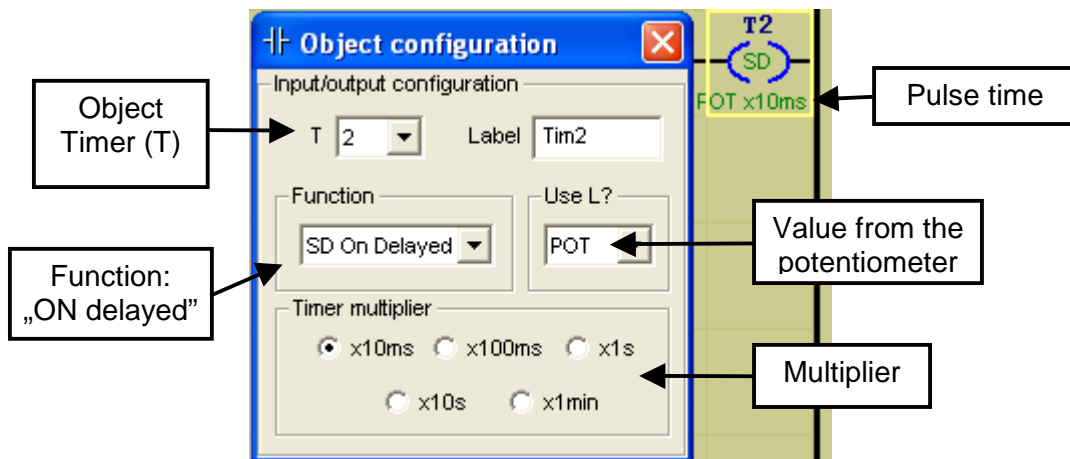 Object configuration
T2
SD
POT x10ms
Pulse time
Input/output configuration
Object
Timer (T)
T 2 Label Tim2
Function
Use L?
SD On Delayed
POT
Value from the
potentiometer
Function:
„ON delayed”
Timer multiplier
x10ms x100ms x1s
x10s x1min
Multiplier